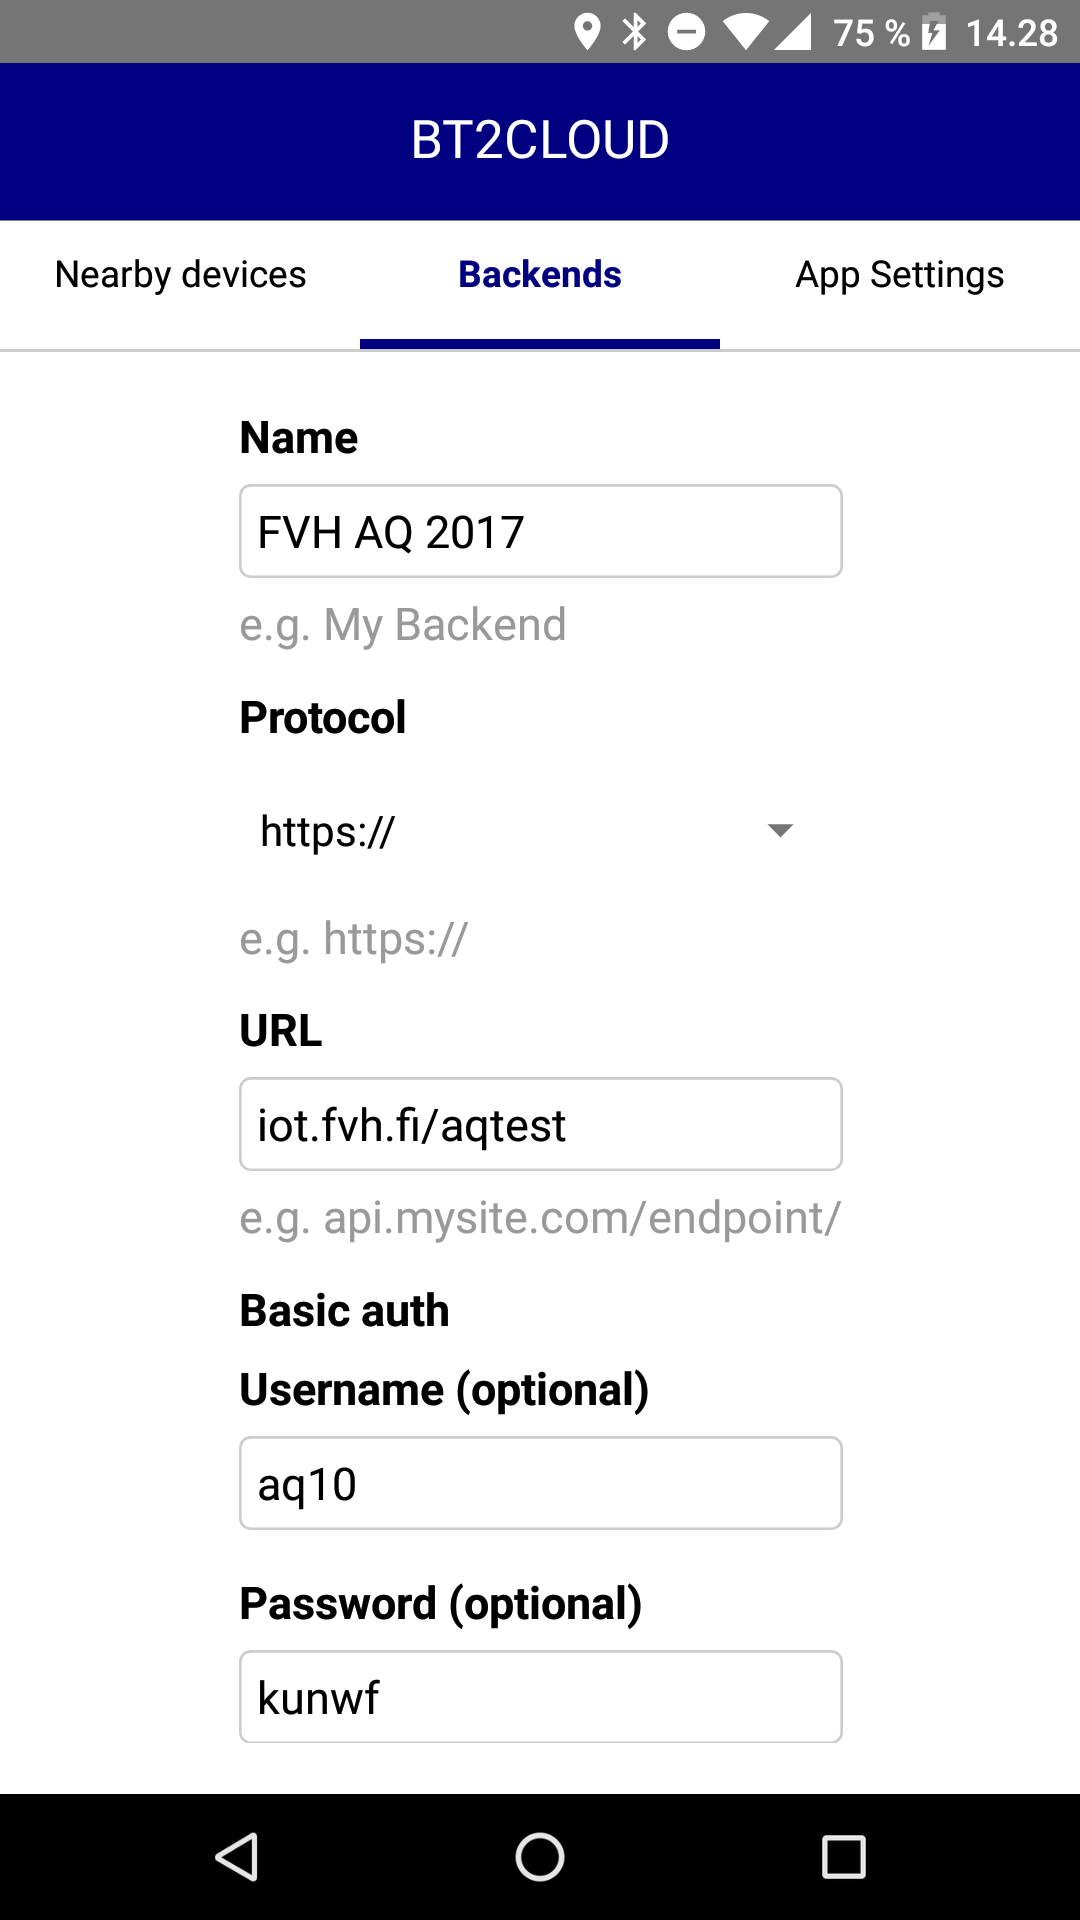 75 % 14.28
BT2CLOUD
Nearby devices Backends App Settings
Name
FVH AQ 2017
e.g. My Backend
Protocol
https://
e.g. https://
URL
iot.fvh.fi/aqtest
e.g. api.mysite.com/endpoint/
Basic auth
Username (optional)
aq10
Password (optional)
kunwf